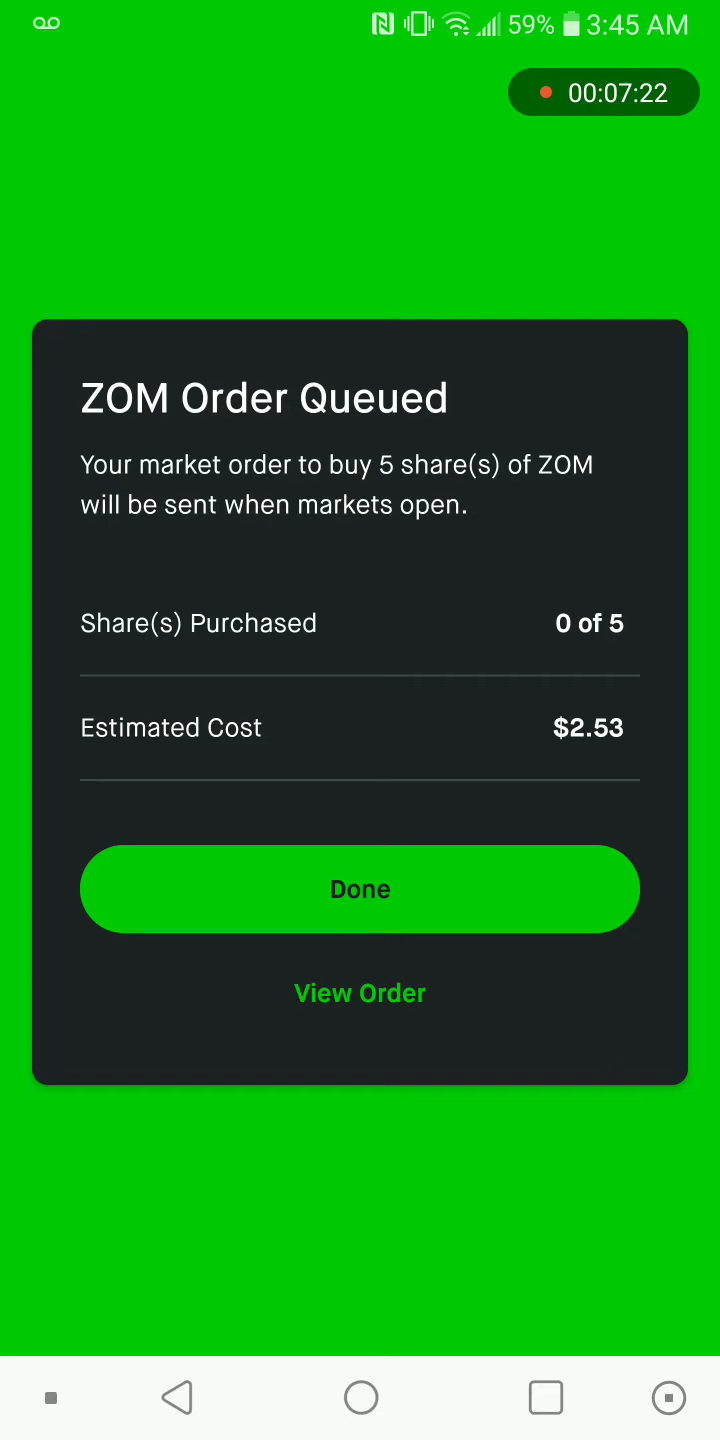 59% 3:45 AM
00:07:22
ZOM Order Queued
Your market order to buy 5 share(s) of ZOM
will be sent when markets open.
Share(s) Purchased 0 of 5
Estimated Cost $2.53
Done
View Order